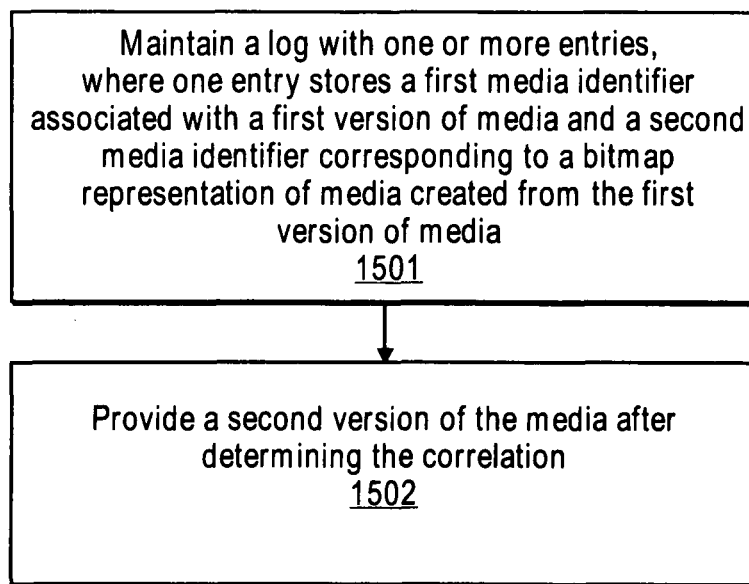 Maintain a log with one or more entries,
where one entry stores a first media identifier
associated with a first version of media and a second
media identifier corresponding to a bitmap
representation of media created from the first
version of media
1501
Provide a second version of the media after
determining the correlation
1502